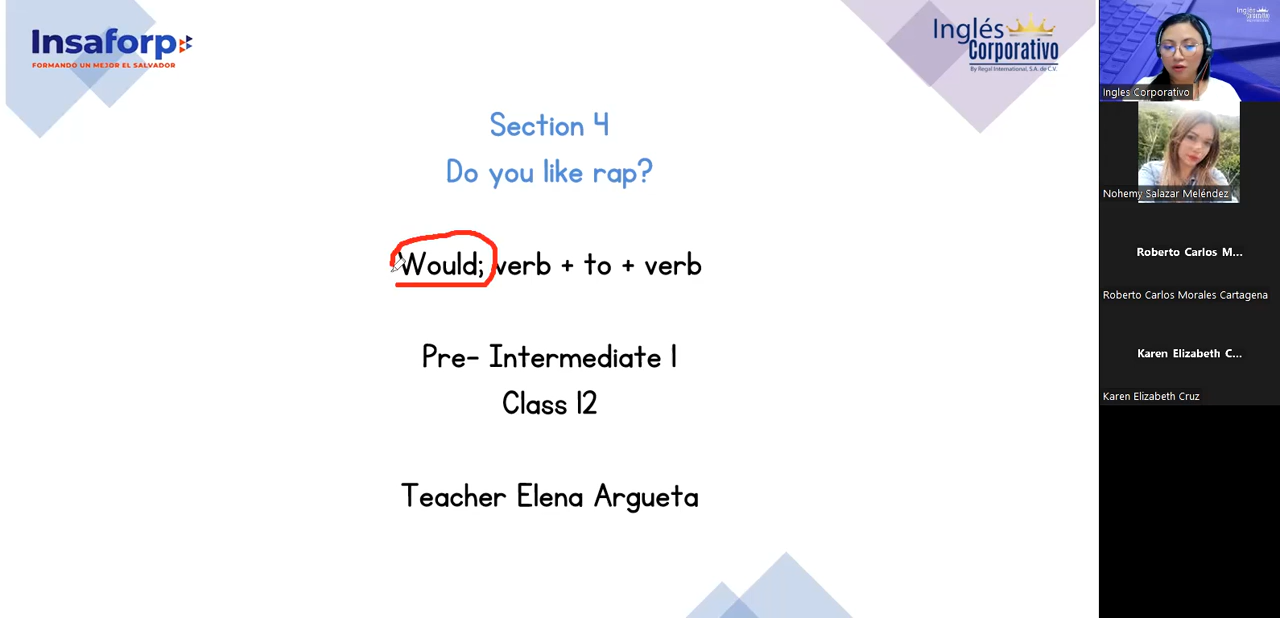 Insaforp
FORMANDO UN MEJOR EL SALVADOR
Inglés
Corporativo
By Regal International, S.A. de C.V.
Section 4
Do you like rap?
Would; verb + to + verb
Pre- Intermediate 1
Class 12
Teacher Elena Argueta
Inglés
Corporativo
Ingles Corporativo
Nohemy Salazar Meléndez
Roberto Carlos M...
Roberto Carlos Morales Cartagena
Karen Elizabeth C...
Karen Elizabeth Cruz